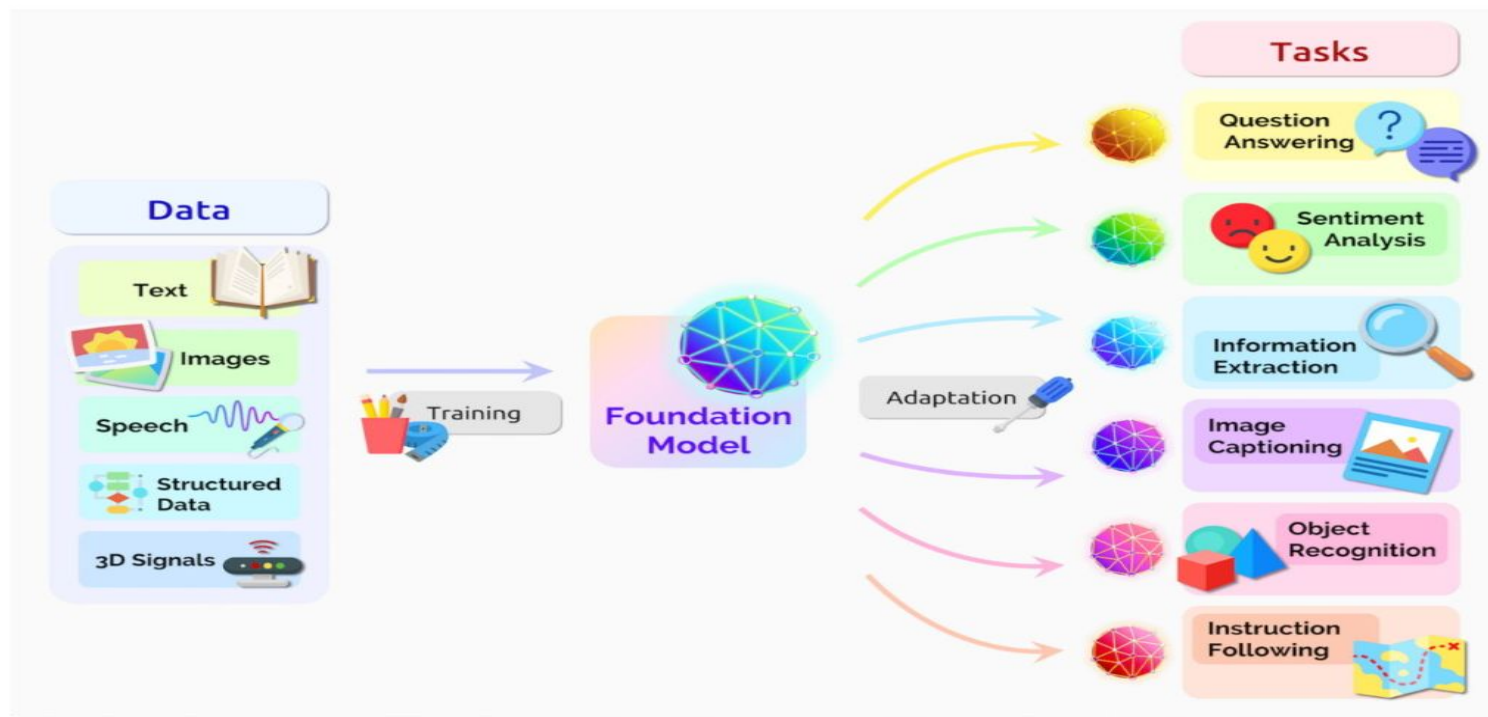 Data
Text
Images
Speech
Structured
Data
3D Signals
Training
Foundation
Model
Adaptation
Tasks
Question
Answering
?
Sentiment
Analysis
Information
Extraction
Image
Captioning
Object
Recognition
Instruction
Following